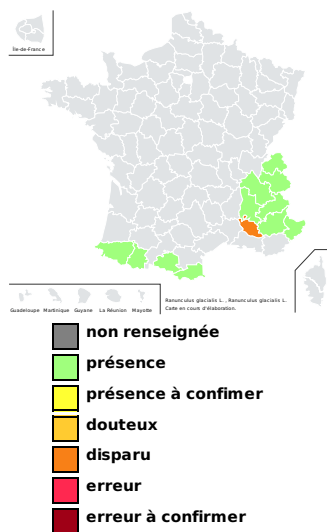 Île-de-France
Guadeloupe Martinique Guyane La Réunion Mayotte
Ranunculus glacialis L. , Ranunculus glacialis L.
Carte en cours d'élaboration.
non renseignée
présence
présence à confimer
douteux
disparu
erreur
erreur à confirmer